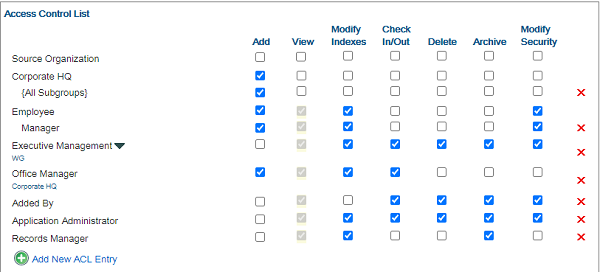 Access Control List
Add View Modify Indexes Check In/Out Delete Archive Modify Security
Source Organization
Corporate HQ
{All Subgroups}
Employee
Manager
Executive Management
WG
Office Manager
Corporate HQ
Added By
Application Administrator
Records Manager
Add New ACL Entry